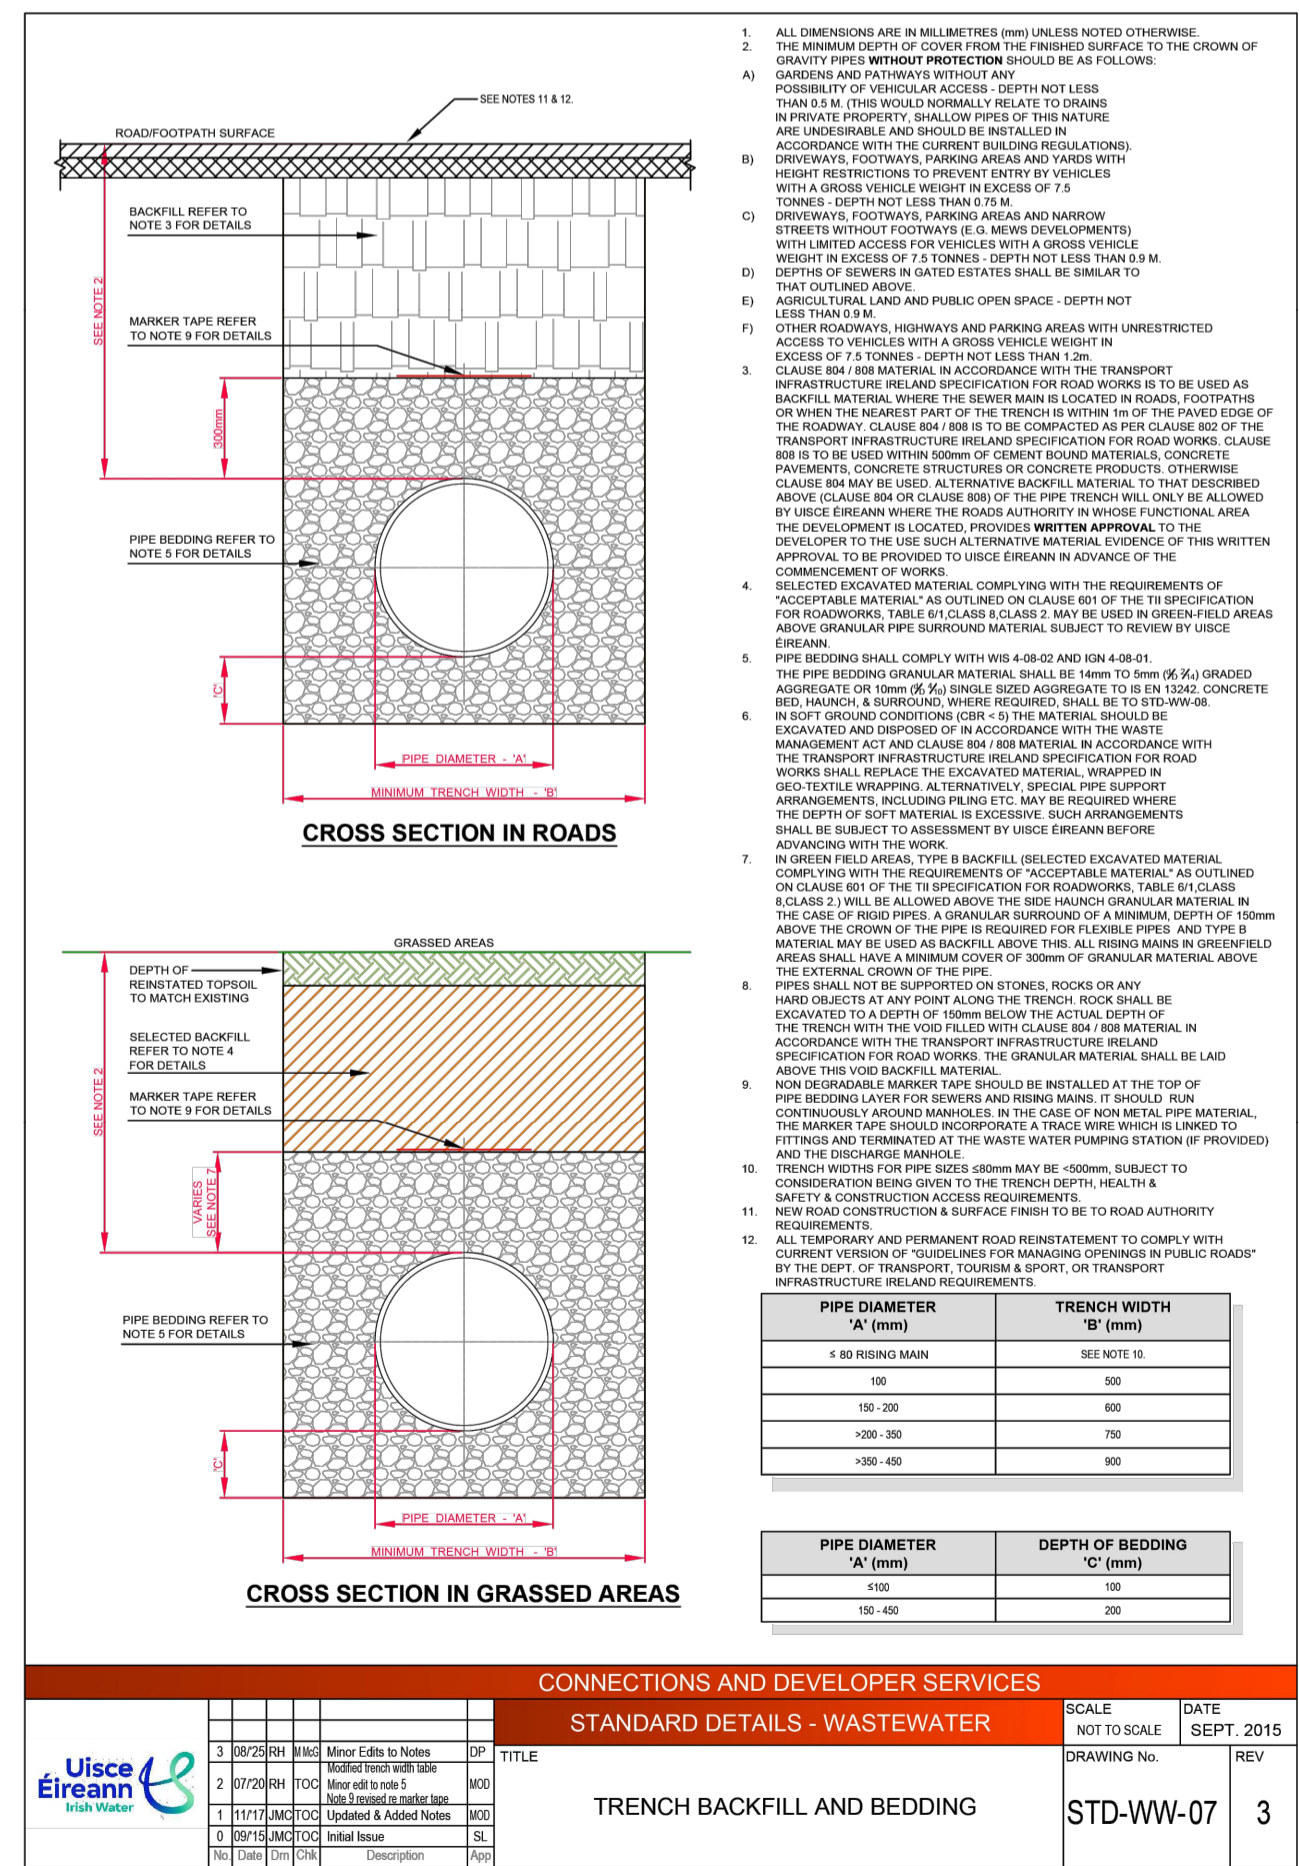 SEE NOTES 11 & 12.
ROAD/FOOTPATH SURFACE
BACKFILL REFER TO
NOTE 3 FOR DETAILS
SEE NOTE 2
MARKER TAPE REFER
TO NOTE 9 FOR DETAILS
300mm
PIPE BEDDING REFER TO
NOTE 5 FOR DETAILS
'C'
PIPE DIAMETER - 'A'
MINIMUM TRENCH WIDTH - 'B'
CROSS SECTION IN ROADS
GRASSED AREAS
DEPTH OF
REINSTATED TOPSOIL
TO MATCH EXISTING
SELECTED BACKFILL
REFER TO NOTE 4
FOR DETAILS
SEE NOTE 2
MARKER TAPE REFER
TO NOTE 9 FOR DETAILS
VARIES
SEE NOTE 7
PIPE BEDDING REFER TO
NOTE 5 FOR DETAILS
'C'
PIPE DIAMETER - 'A'
MINIMUM TRENCH WIDTH - 'B'
CROSS SECTION IN GRASSED AREAS
1. ALL DIMENSIONS ARE IN MILLIMETRES (mm) UNLESS NOTED OTHERWISE.
2. THE MINIMUM DEPTH OF COVER FROM THE FINISHED SURFACE TO THE CROWN OF
GRAVITY PIPES WITHOUT PROTECTION SHOULD BE AS FOLLOWS:
A) GARDENS AND PATHWAYS WITHOUT ANY
POSSIBILITY OF VEHICULAR ACCESS - DEPTH NOT LESS
THAN 0.5 M. (THIS WOULD NORMALLY RELATE TO DRAINS
IN PRIVATE PROPERTY, SHALLOW PIPES OF THIS NATURE
ARE UNDESIRABLE AND SHOULD BE INSTALLED IN
ACCORDANCE WITH THE CURRENT BUILDING REGULATIONS).
B) DRIVEWAYS, FOOTWAYS, PARKING AREAS AND YARDS WITH
HEIGHT RESTRICTIONS TO PREVENT ENTRY BY VEHICLES
WITH A GROSS VEHICLE WEIGHT IN EXCESS OF 7.5
TONNES - DEPTH NOT LESS THAN 0.75 M.
C) DRIVEWAYS, FOOTWAYS, PARKING AREAS AND NARROW
STREETS WITHOUT FOOTWAYS (E.G. MEWS DEVELOPMENTS)
WITH LIMITED ACCESS FOR VEHICLES WITH A GROSS VEHICLE
WEIGHT IN EXCESS OF 7.5 TONNES - DEPTH NOT LESS THAN 0.9 M.
D) DEPTHS OF SEWERS IN GATED ESTATES SHALL BE SIMILAR TO
THAT OUTLINED ABOVE.
E) AGRICULTURAL LAND AND PUBLIC OPEN SPACE - DEPTH NOT
LESS THAN 0.9 M.
F) OTHER ROADWAYS, HIGHWAYS AND PARKING AREAS WITH UNRESTRICTED
ACCESS TO VEHICLES WITH A GROSS VEHICLE WEIGHT IN
EXCESS OF 7.5 TONNES - DEPTH NOT LESS THAN 1.2m.
3. CLAUSE 804 / 808 MATERIAL IN ACCORDANCE WITH THE TRANSPORT
INFRASTRUCTURE IRELAND SPECIFICATION FOR ROAD WORKS IS TO BE USED AS
BACKFILL MATERIAL WHERE THE SEWER MAIN IS LOCATED IN ROADS, FOOTPATHS
OR WHEN THE NEAREST PART OF THE TRENCH IS WITHIN 1m OF THE PAVED EDGE OF
THE ROADWAY. CLAUSE 804 / 808 IS TO BE COMPACTED AS PER CLAUSE 802 OF THE
TRANSPORT INFRASTRUCTURE IRELAND SPECIFICATION FOR ROAD WORKS. CLAUSE
808 IS TO BE USED WITHIN 500mm OF CEMENT BOUND MATERIALS, CONCRETE
PAVEMENTS, CONCRETE STRUCTURES OR CONCRETE PRODUCTS. OTHERWISE
CLAUSE 804 MAY BE USED. ALTERNATIVE BACKFILL MATERIAL TO THAT DESCRIBED
ABOVE (CLAUSE 804 OR CLAUSE 808) OF THE PIPE TRENCH WILL ONLY BE ALLOWED
BY UISCE ÉIREANN WHERE THE ROADS AUTHORITY IN WHOSE FUNCTIONAL AREA
THE DEVELOPMENT IS LOCATED, PROVIDES WRITTEN APPROVAL TO THE
DEVELOPER TO THE USE SUCH ALTERNATIVE MATERIAL EVIDENCE OF THIS WRITTEN
APPROVAL TO BE PROVIDED TO UISCE ÉIREANN IN ADVANCE OF THE
COMMENCEMENT OF WORKS.
4. SELECTED EXCAVATED MATERIAL COMPLYING WITH THE REQUIREMENTS OF
"ACCEPTABLE MATERIAL" AS OUTLINED ON CLAUSE 601 OF THE TII SPECIFICATION
FOR ROADWORKS, TABLE 6/1,CLASS 8,CLASS 2. MAY BE USED IN GREEN-FIELD AREAS
ABOVE GRANULAR PIPE SURROUND MATERIAL SUBJECT TO REVIEW BY UISCE
ÉIREANN.
5. PIPE BEDDING SHALL COMPLY WITH WIS 4-08-02 AND IGN 4-08-01.
THE PIPE BEDDING GRANULAR MATERIAL SHALL BE 14mm TO 5mm GRADED
AGGREGATE OR 10mm SINGLE SIZED AGGREGATE TO IS EN 13242. CONCRETE
BED, HAUNCH, & SURROUND, WHERE REQUIRED, SHALL BE TO STD-WW-08.
6. IN SOFT GROUND CONDITIONS (CBR < 5) THE MATERIAL SHOULD BE
EXCAVATED AND DISPOSED OF IN ACCORDANCE WITH THE WASTE
MANAGEMENT ACT AND CLAUSE 804 / 808 MATERIAL IN ACCORDANCE WITH
THE TRANSPORT INFRASTRUCTURE IRELAND SPECIFICATION FOR ROAD
WORKS SHALL REPLACE THE EXCAVATED MATERIAL, WRAPPED IN
GEO-TEXTILE WRAPPING. ALTERNATIVELY, SPECIAL PIPE SUPPORT
ARRANGEMENTS, INCLUDING PILING ETC. MAY BE REQUIRED WHERE
THE DEPTH OF SOFT MATERIAL IS EXCESSIVE. SUCH ARRANGEMENTS
SHALL BE SUBJECT TO ASSESSMENT BY UISCE ÉIREANN BEFORE
ADVANCING WITH THE WORK.
7. IN GREEN FIELD AREAS, TYPE B BACKFILL (SELECTED EXCAVATED MATERIAL
COMPLYING WITH THE REQUIREMENTS OF "ACCEPTABLE MATERIAL" AS OUTLINED
ON CLAUSE 601 OF THE TII SPECIFICATION FOR ROADWORKS, TABLE 6/1,CLASS
8,CLASS 2.) WILL BE ALLOWED ABOVE THE SIDE HAUNCH GRANULAR MATERIAL IN
THE CASE OF RIGID PIPES. A GRANULAR SURROUND OF A MINIMUM, DEPTH OF 150mm
ABOVE THE CROWN OF THE PIPE IS REQUIRED FOR FLEXIBLE PIPES AND TYPE B
MATERIAL MAY BE USED AS BACKFILL ABOVE THIS. ALL RISING MAINS IN GREENFIELD
AREAS SHALL HAVE A MINIMUM COVER OF 300mm OF GRANULAR MATERIAL ABOVE
THE EXTERNAL CROWN OF THE PIPE.
8. PIPES SHALL NOT BE SUPPORTED ON STONES, ROCKS OR ANY
HARD OBJECTS AT ANY POINT ALONG THE TRENCH. ROCK SHALL BE
EXCAVATED TO A DEPTH OF 150mm BELOW THE ACTUAL DEPTH OF
THE TRENCH WITH THE VOID FILLED WITH CLAUSE 804 / 808 MATERIAL IN
ACCORDANCE WITH THE TRANSPORT INFRASTRUCTURE IRELAND
SPECIFICATION FOR ROAD WORKS. THE GRANULAR MATERIAL SHALL BE LAID
ABOVE THIS VOID BACKFILL MATERIAL.
9. NON DEGRADABLE MARKER TAPE SHOULD BE INSTALLED AT THE TOP OF
PIPE BEDDING LAYER FOR SEWERS AND RISING MAINS. IT SHOULD RUN
CONTINUOUSLY AROUND MANHOLES. IN THE CASE OF NON METAL PIPE MATERIAL,
THE MARKER TAPE SHOULD INCORPORATE A TRACE WIRE WHICH IS LINKED TO
FITTINGS AND TERMINATED AT THE WASTE WATER PUMPING STATION (IF PROVIDED)
AND THE DISCHARGE MANHOLE.
10. TRENCH WIDTHS FOR PIPE SIZES ≤80mm MAY BE <500mm, SUBJECT TO
CONSIDERATION BEING GIVEN TO THE TRENCH DEPTH, HEALTH &
SAFETY & CONSTRUCTION ACCESS REQUIREMENTS.
11. NEW ROAD CONSTRUCTION & SURFACE FINISH TO BE TO ROAD AUTHORITY
REQUIREMENTS.
12. ALL TEMPORARY AND PERMANENT ROAD REINSTATEMENT TO COMPLY WITH
CURRENT VERSION OF "GUIDELINES FOR MANAGING OPENINGS IN PUBLIC ROADS"
BY THE DEPT. OF TRANSPORT, TOURISM & SPORT, OR TRANSPORT
INFRASTRUCTURE IRELAND REQUIREMENTS.
PIPE DIAMETER TRENCH WIDTH
'A' (mm) 'B' (mm)
≤ 80 RISING MAIN SEE NOTE 10.
100 500
150 - 200 600
>200 - 350 750
>350 - 450 900
PIPE DIAMETER DEPTH OF BEDDING
'A' (mm) 'C' (mm)
≤100 100
150 - 450 200
CONNECTIONS AND DEVELOPER SERVICES
Uisce
Éireann
Irish Water
3 08/'25 RH M McG Minor Edits to Notes DP
Modified trench width table
2 07/'20 RH TOC Minor edit to note 5 MOD
Note 9 revised re marker tape
1 11/'17 JMC TOC Updated & Added Notes MOD
0 09/'15 JMC TOC Initial Issue SL
No. Date Drn Chk Description App
STANDARD DETAILS - WASTEWATER
TITLE
TRENCH BACKFILL AND BEDDING
SCALE DATE
NOT TO SCALE SEPT. 2015
DRAWING No. REV
STD-WW-07 3